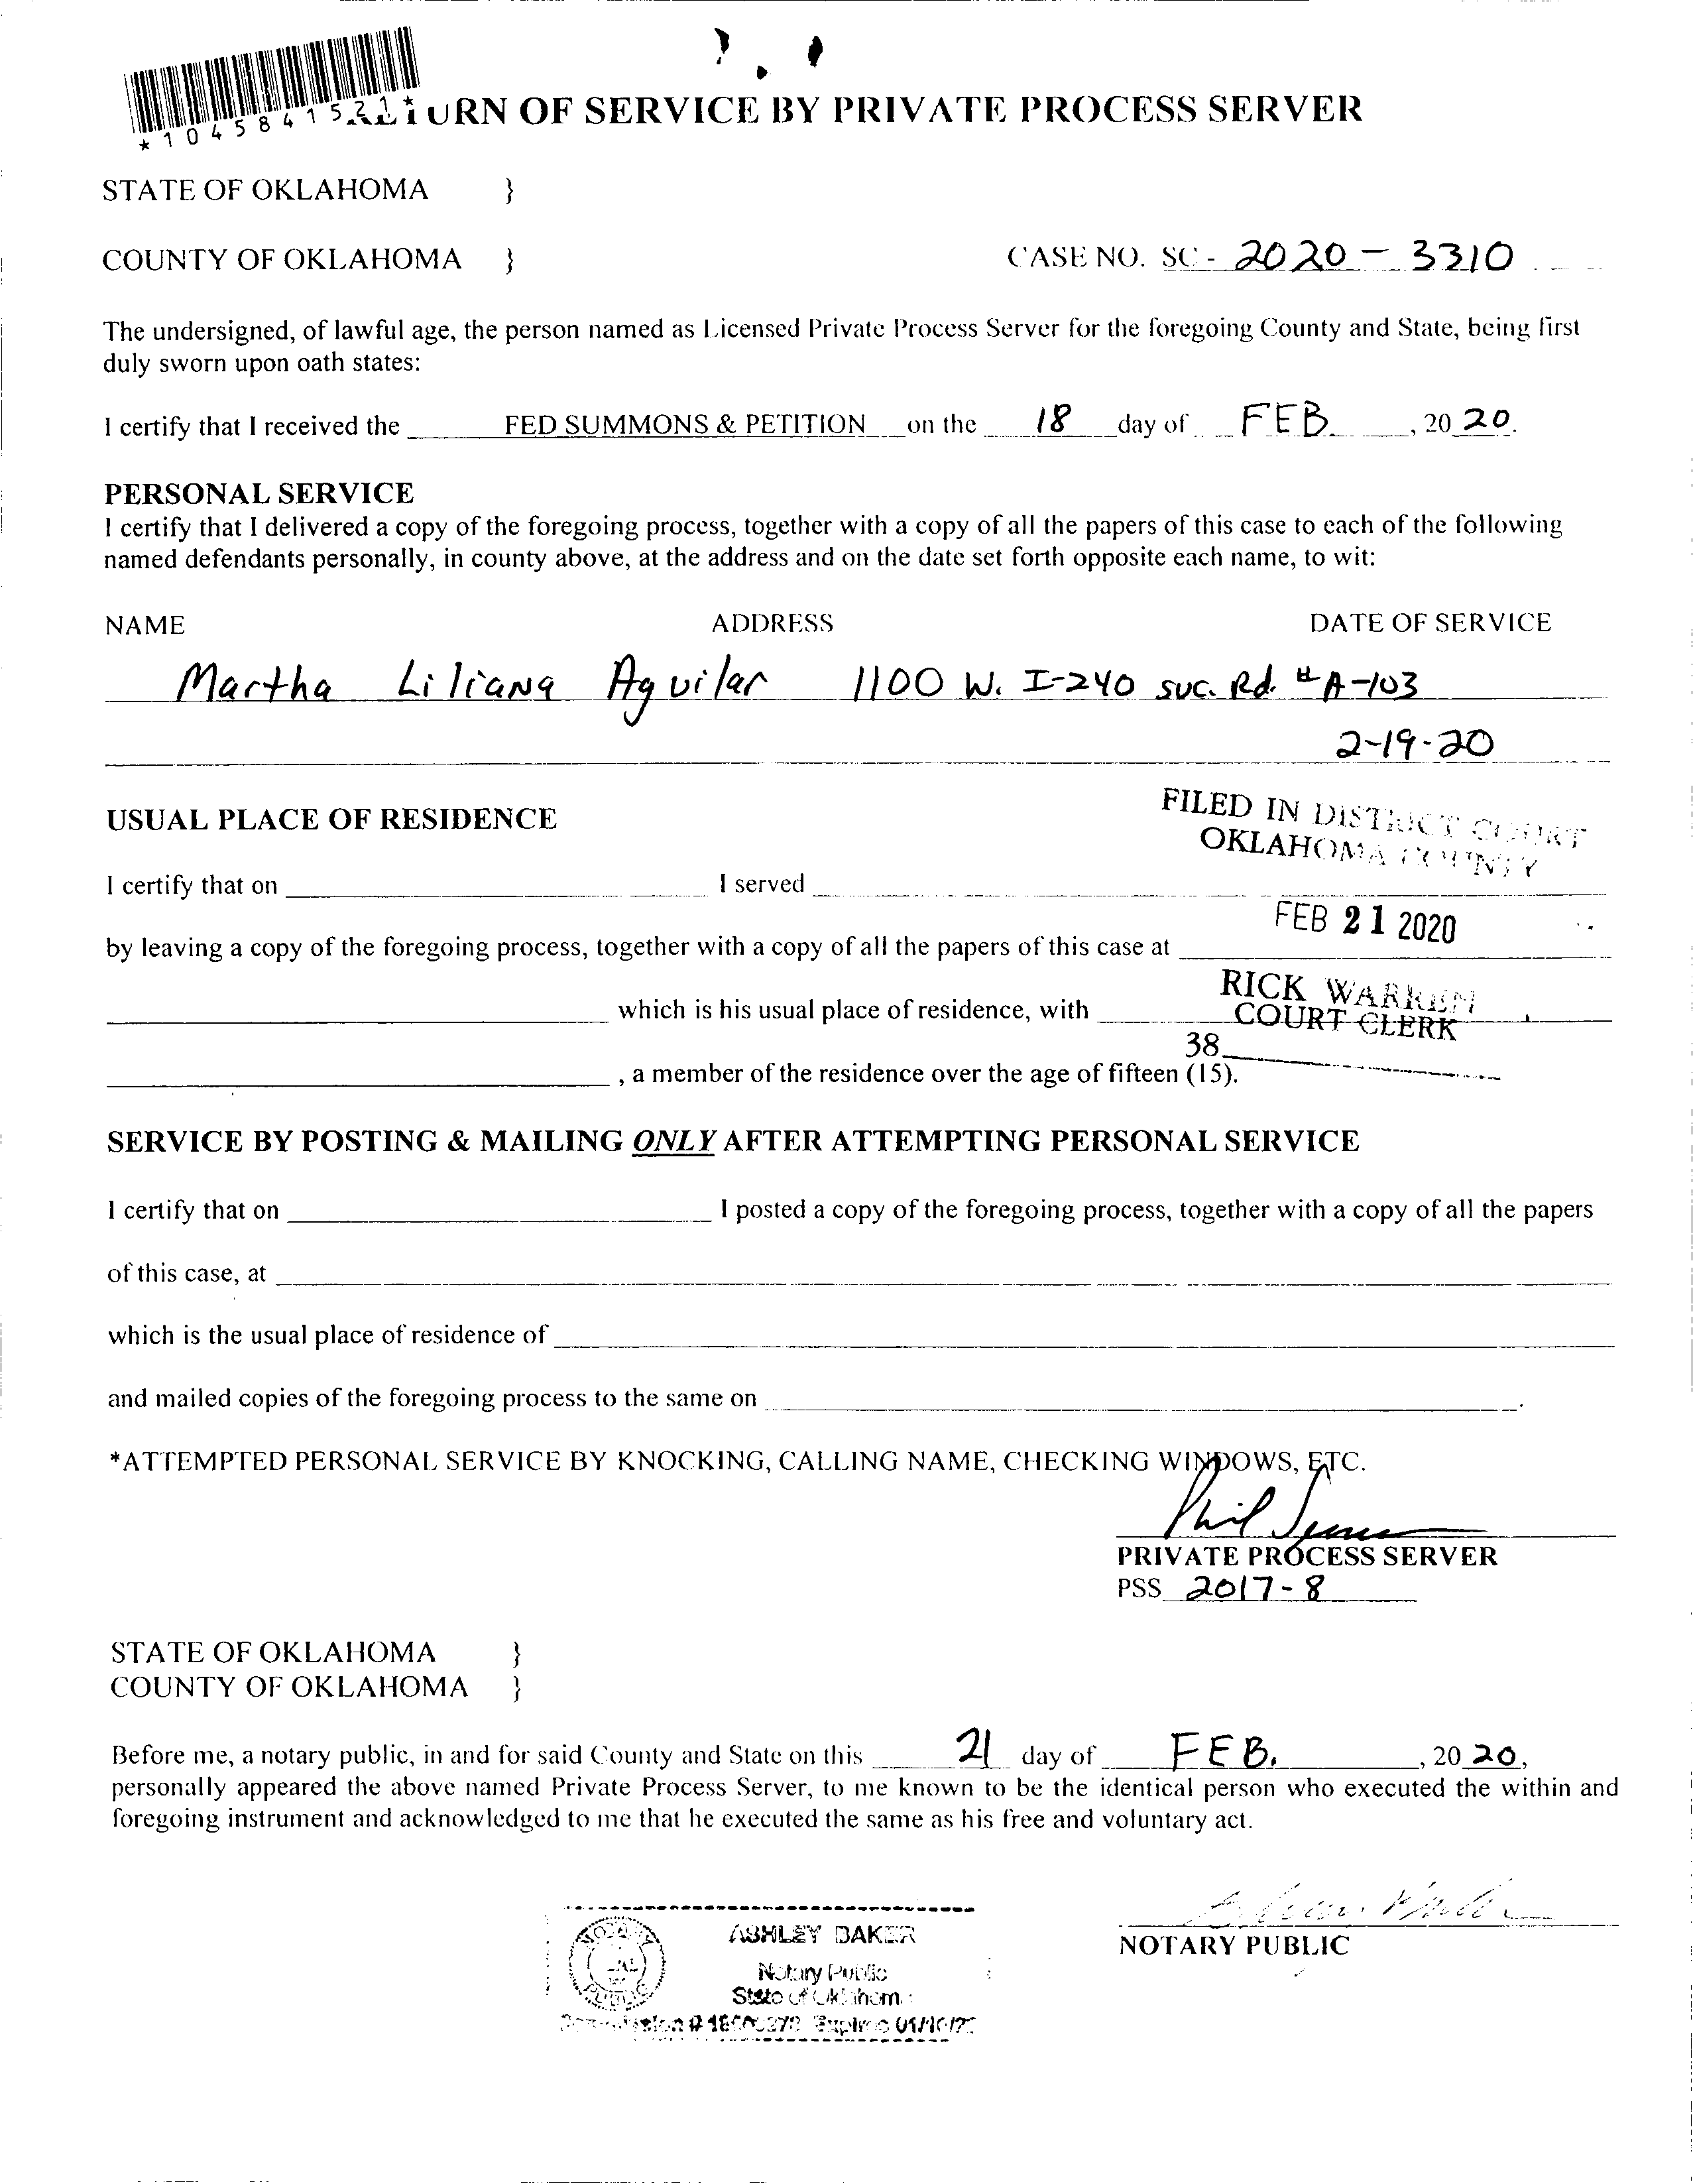 *1045841521*
URN OF SERVICE BY PRIVATE PROCESS SERVER
STATE OF OKLAHOMA }
COUNTY OF OKLAHOMA } CASE NO. SC - 2020 - 3310
The undersigned, of lawful age, the person named as Licensed Private Process Server for the foregoing County and State, being first
duly sworn upon oath states:
I certify that I received the FED SUMMONS & PETITION on the 18 day of FEB , 20 20.
PERSONAL SERVICE
I certify that I delivered a copy of the foregoing process, together with a copy of all the papers of this case to each of the following
named defendants personally, in county above, at the address and on the date set forth opposite each name, to wit:
NAME ADDRESS DATE OF SERVICE
Martha Liliana Aguilar 1100 W. I-240 svc. Rd. #A-103
2-19-20
FILED IN DISTRICT COURT
USUAL PLACE OF RESIDENCE
OKLAHOMA COUNTY
I certify that on I served
FEB 21 2020
by leaving a copy of the foregoing process, together with a copy of all the papers of this case at
RICK WARREN
which is his usual place of residence, with
COURT CLERK
38
, a member of the residence over the age of fifteen (15).
SERVICE BY POSTING & MAILING ONLY AFTER ATTEMPTING PERSONAL SERVICE
I certify that on I posted a copy of the foregoing process, together with a copy of all the papers
of this case, at
which is the usual place of residence of
and mailed copies of the foregoing process to the same on .
*ATTEMPTED PERSONAL SERVICE BY KNOCKING, CALLING NAME, CHECKING WINDOWS, ETC.
Phil
PRIVATE PROCESS SERVER
PSS 2017-8
STATE OF OKLAHOMA }
COUNTY OF OKLAHOMA }
Before me, a notary public, in and for said County and State on this 21 day of FEB. , 20 20,
personally appeared the above named Private Process Server, to me known to be the identical person who executed the within and
foregoing instrument and acknowledged to me that he executed the same as his free and voluntary act.
ASHLEY BAKER
NOTARY PUBLIC
Notary Public
State of Oklahoma